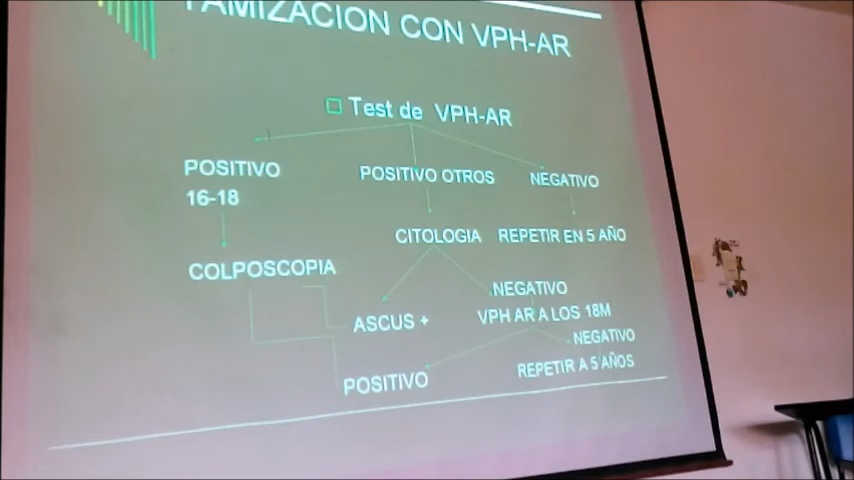 TAMIZACION CON VPH-AR
Test de VPH-AR
POSITIVO
16-18
POSITIVO OTROS
NEGATIVO
CITOLOGIA
REPETIR EN 5 AÑO
COLPOSCOPIA
NEGATIVO
VPH AR A LOS 18M
ASCUS +
NEGATIVO
REPETIR A 5 AÑOS
POSITIVO